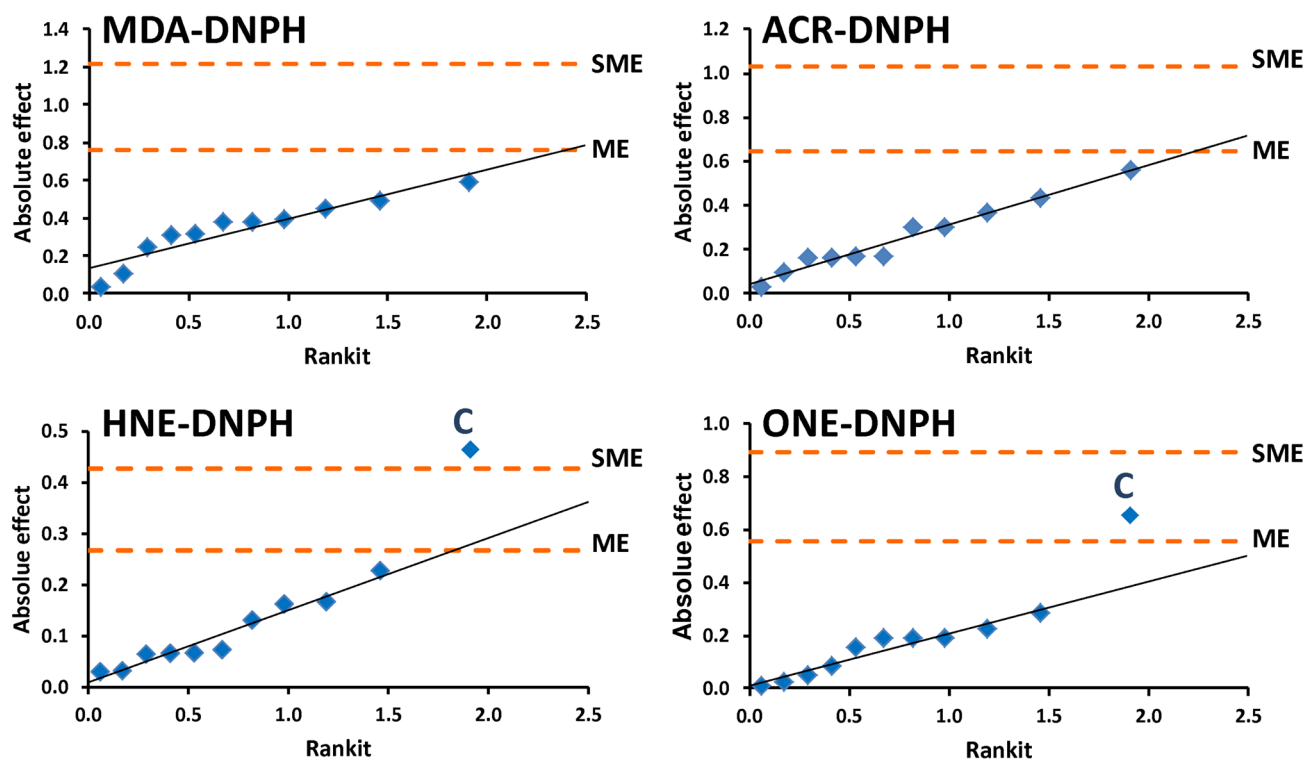 MDA-DNPH
1.4
1.2
1.0
0.8
0.6
0.4
0.2
0.0
Absolute effect
SME
ME
0.0 0.5 1.0 1.5 2.0 2.5
Rankit
ACR-DNPH
1.2
1.0
0.8
0.6
0.4
0.2
0.0
Absolute effect
SME
ME
0.0 0.5 1.0 1.5 2.0 2.5
Rankit
HNE-DNPH
C
0.5
0.4
0.3
0.2
0.1
0.0
Absolue effect
SME
ME
0.0 0.5 1.0 1.5 2.0 2.5
Rankit
ONE-DNPH
C
1.0
0.8
0.6
0.4
0.2
0.0
Absolue effect
SME
ME
0.0 0.5 1.0 1.5 2.0 2.5
Rankit